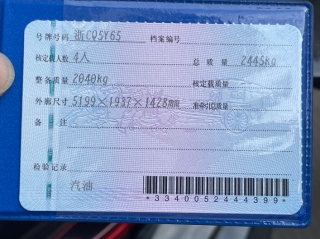 号牌号码 浙CQ5Y65 档案编号
核定载人数 4人 总质量 2445kg
整备质量 2040kg 核定载质量
外廓尺寸 5199×1937×1428mm 准牵引总质量
备注
检验记录
汽油
*3340052444399*